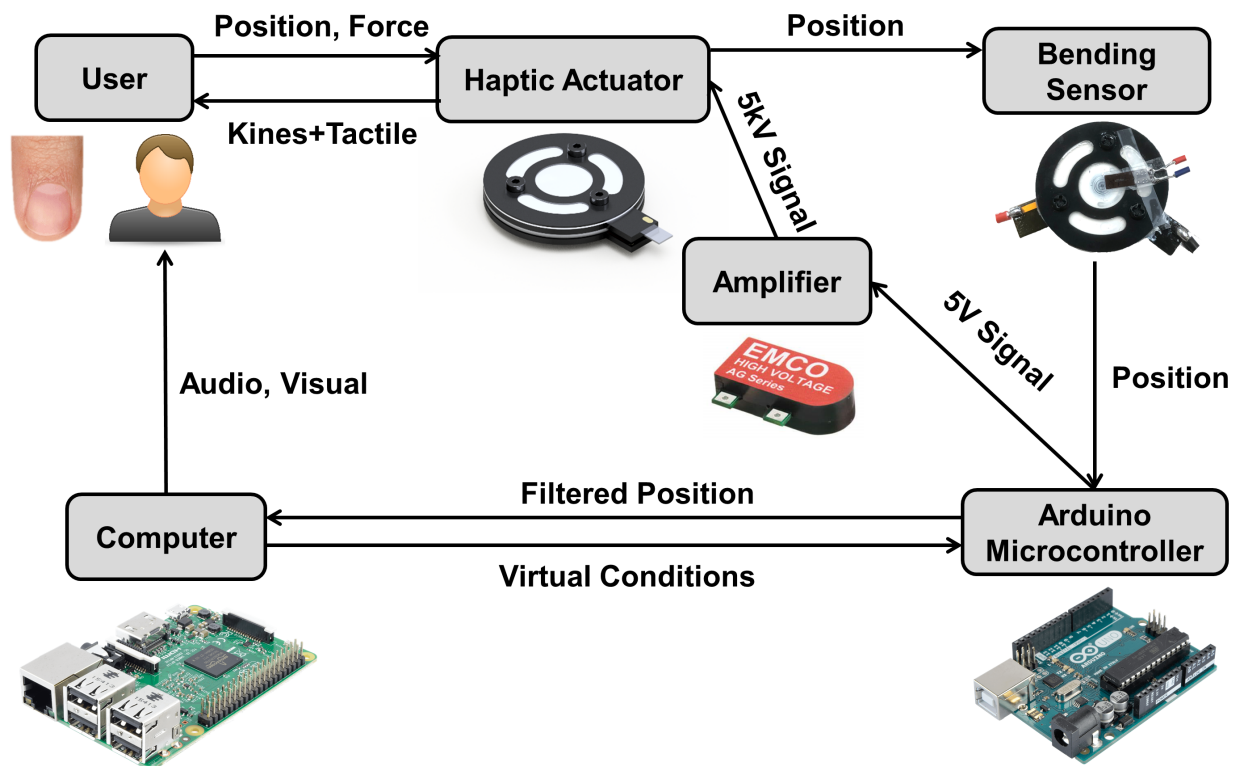 Position, Force
Position
User
Haptic Actuator
Bending
Sensor
Kines+Tactile
5kV Signal
Amplifier
5V Signal
EMCO
HIGH VOLTAGE
AG Series
Audio, Visual
Position
Filtered Position
Computer
Arduino
Microcontroller
Virtual Conditions
ARDUINO